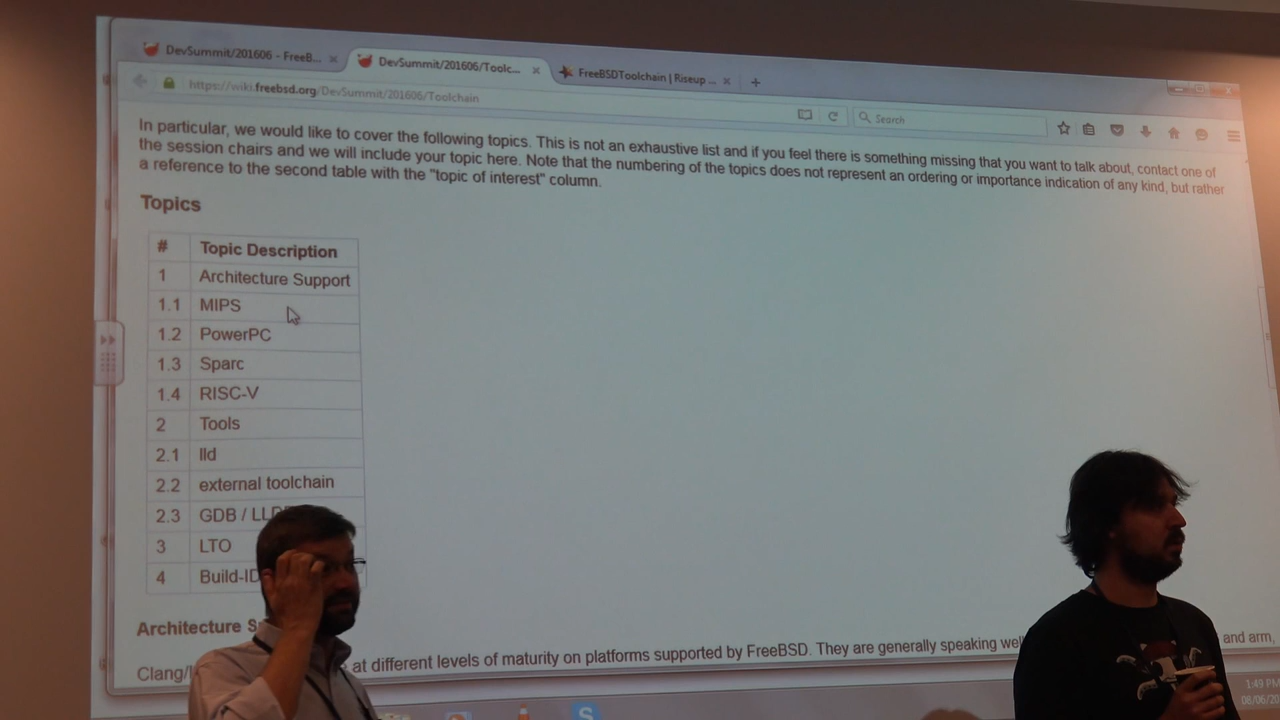 DevSummit/201606 - FreeB...
DevSummit/201606/Toolc...
FreeBSDToolchain | Riseup ...
https://wiki.freebsd.org/DevSummit/201606/Toolchain
Search
In particular, we would like to cover the following topics. This is not an exhaustive list and if you feel there is something missing that you want to talk about, contact one of
the session chairs and we will include your topic here. Note that the numbering of the topics does not represent an ordering or importance indication of any kind, but rather
a reference to the second table with the "topic of interest" column.
Topics
# Topic Description
1 Architecture Support
1.1 MIPS
1.2 PowerPC
1.3 Sparc
1.4 RISC-V
2 Tools
2.1 lld
2.2 external toolchain
2.3 GDB /
3 LTO
4 Build-ID
Architecture
at different levels of maturity on platforms supported by FreeBSD. They are generally speaking and arm,
1:49 PM